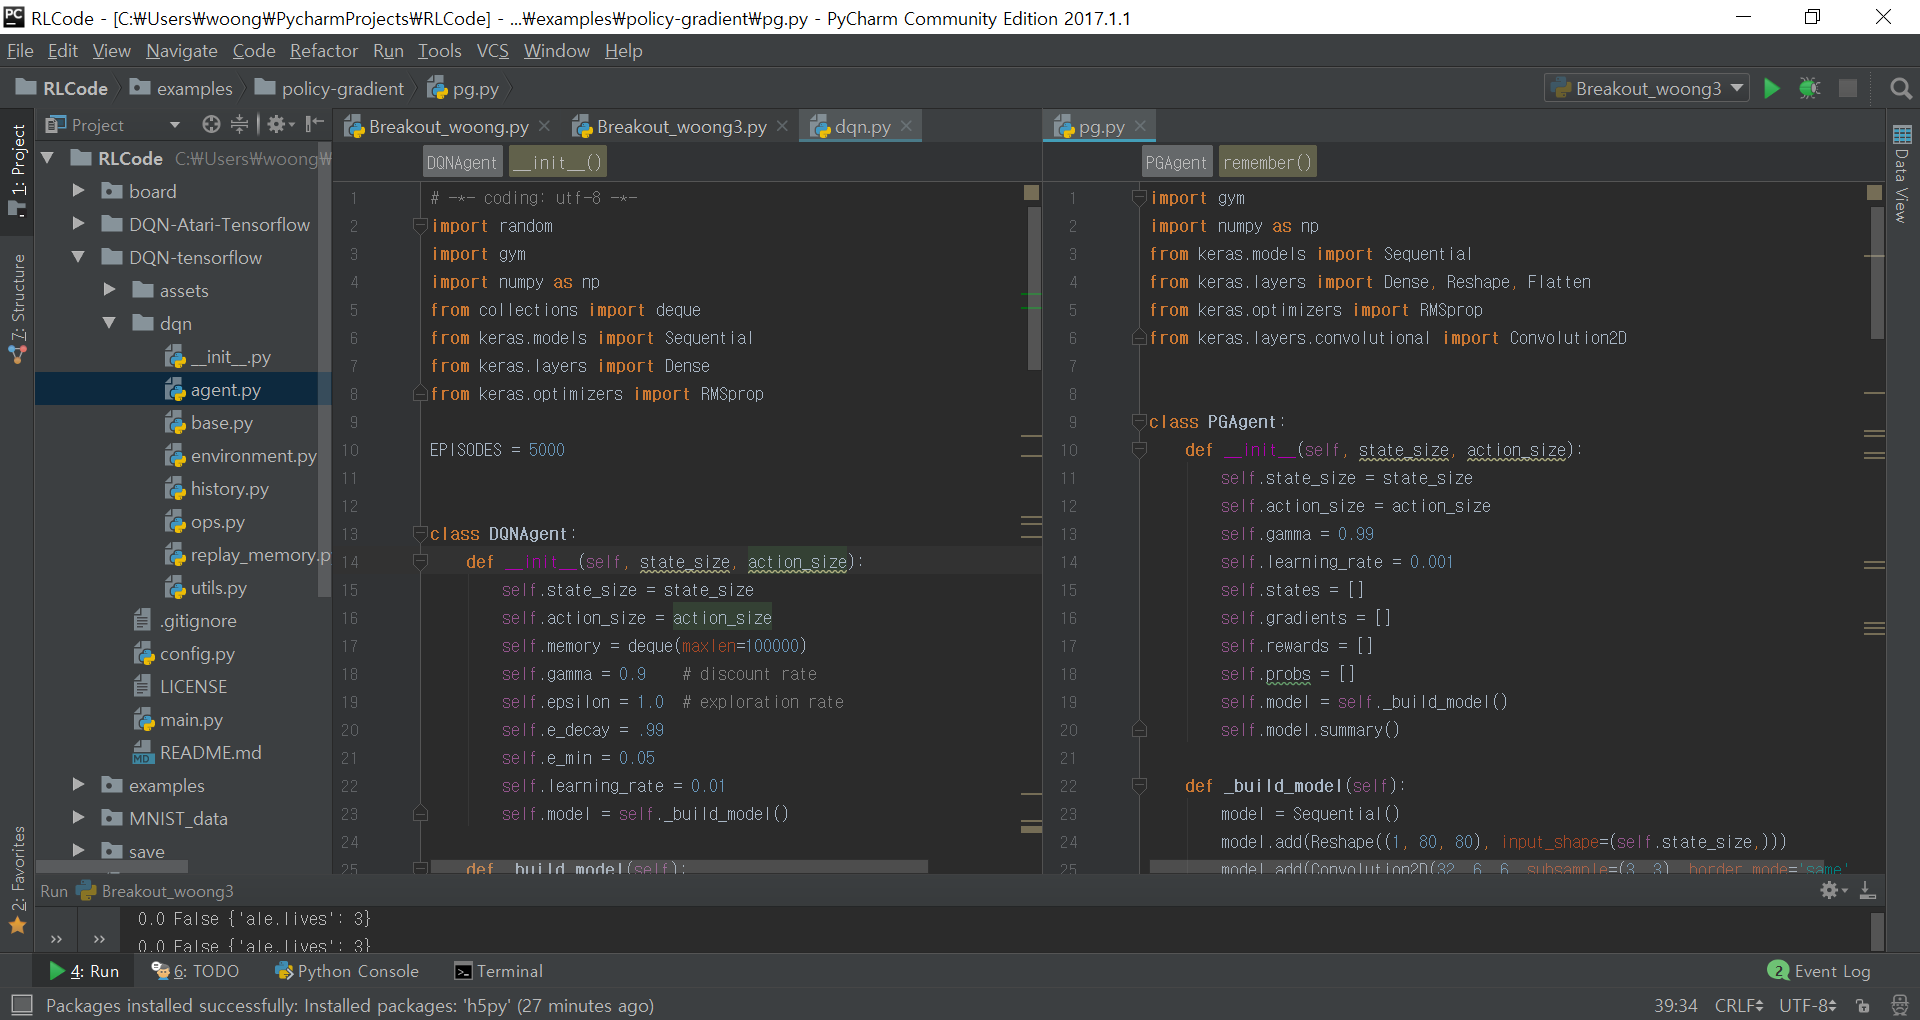 RLCode - [C:₩Users₩woong₩PycharmProjects₩RLCode] - ...₩examples₩policy-gradient₩pg.py - PyCharm Community Edition 2017.1.1
File Edit View Navigate Code Refactor Run Tools VCS Window Help
RLCode examples policy-gradient pg.py Breakout_woong3
1: Project
7: Structure
2: Favorites
Project
RLCode C:₩Users₩woong₩
board
DQN-Atari-Tensorflow
DQN-tensorflow
assets
dqn
__init__.py
agent.py
base.py
environment.py
history.py
ops.py
replay_memory.p
utils.py
.gitignore
config.py
LICENSE
main.py
README.md
examples
MNIST_data
save
Breakout_woong.py Breakout_woong3.py dqn.py
DQNAgent __init__()
1 # -*- coding: utf-8 -*-
2 import random
3 import gym
4 import numpy as np
5 from collections import deque
6 from keras.models import Sequential
7 from keras.layers import Dense
8 from keras.optimizers import RMSprop
9
10 EPISODES = 5000
11
12
13 class DQNAgent:
14 def __init__(self, state_size, action_size):
15 self.state_size = state_size
16 self.action_size = action_size
17 self.memory = deque(maxlen=100000)
18 self.gamma = 0.9 # discount rate
19 self.epsilon = 1.0 # exploration rate
20 self.e_decay = .99
21 self.e_min = 0.05
22 self.learning_rate = 0.01
23 self.model = self._build_model()
24
25 def _build_model(self):
pg.py
PGAgent remember()
1 import gym
2 import numpy as np
3 from keras.models import Sequential
4 from keras.layers import Dense, Reshape, Flatten
5 from keras.optimizers import RMSprop
6 from keras.layers.convolutional import Convolution2D
7
8
9 class PGAgent:
10 def __init__(self, state_size, action_size):
11 self.state_size = state_size
12 self.action_size = action_size
13 self.gamma = 0.99
14 self.learning_rate = 0.001
15 self.states = []
16 self.gradients = []
17 self.rewards = []
18 self.probs = []
19 self.model = self._build_model()
20 self.model.summary()
21
22 def _build_model(self):
23 model = Sequential()
24 model.add(Reshape((1, 80, 80), input_shape=(self.state_size,)))
25 model.add(Convolution2D(32, 6, 6, subsample=(3, 3), border_mode='same'
Data View
Run Breakout_woong3
0.0 False {'ale.lives': 3}
0.0 False {'ale.lives': 3}
4: Run 6: TODO Python Console Terminal 2 Event Log
Packages installed successfully: Installed packages: 'h5py' (27 minutes ago) 39:34 CRLF UTF-8